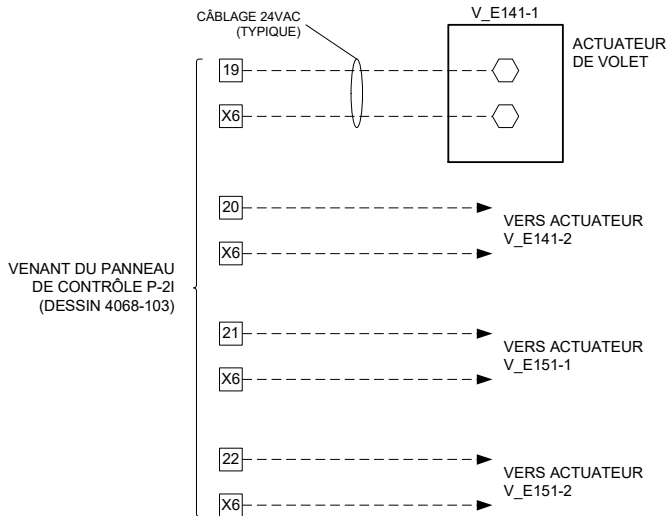 CÂBLAGE 24VAC
(TYPIQUE)
V_E141-1
ACTUATEUR
DE VOLET
19
X6
20
X6
VERS ACTUATEUR
V_E141-2
VENANT DU PANNEAU
DE CONTRÔLE P-2I
(DESSIN 4068-103)
21
X6
VERS ACTUATEUR
V_E151-1
22
X6
VERS ACTUATEUR
V_E151-2